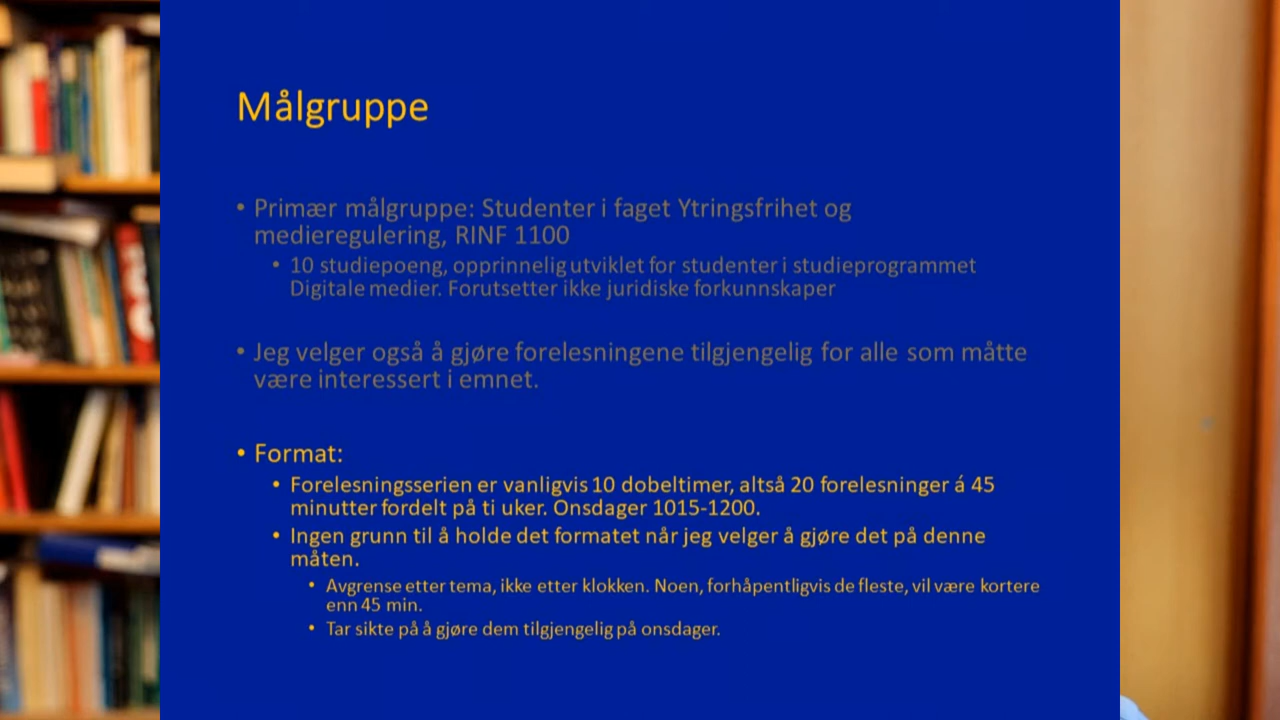 Målgruppe
• Primær målgruppe: Studenter i faget Ytringsfrihet og
medieregulering, RINF 1100
• 10 studiepoeng, opprinnelig utviklet for studenter i studieprogrammet
Digitale medier. Forutsetter ikke juridiske forkunnskaper
• Jeg velger også å gjøre forelesningene tilgjengelig for alle som måtte
være interessert i emnet.
• Format:
• Forelesningsserien er vanligvis 10 dobeltimer, altså 20 forelesninger á 45
minutter fordelt på ti uker. Onsdager 1015-1200.
• Ingen grunn til å holde det formatet når jeg velger å gjøre det på denne
måten.
• Avgrense etter tema, ikke etter klokken. Noen, forhåpentligvis de fleste, vil være kortere
enn 45 min.
• Tar sikte på å gjøre dem tilgjengelig på onsdager.